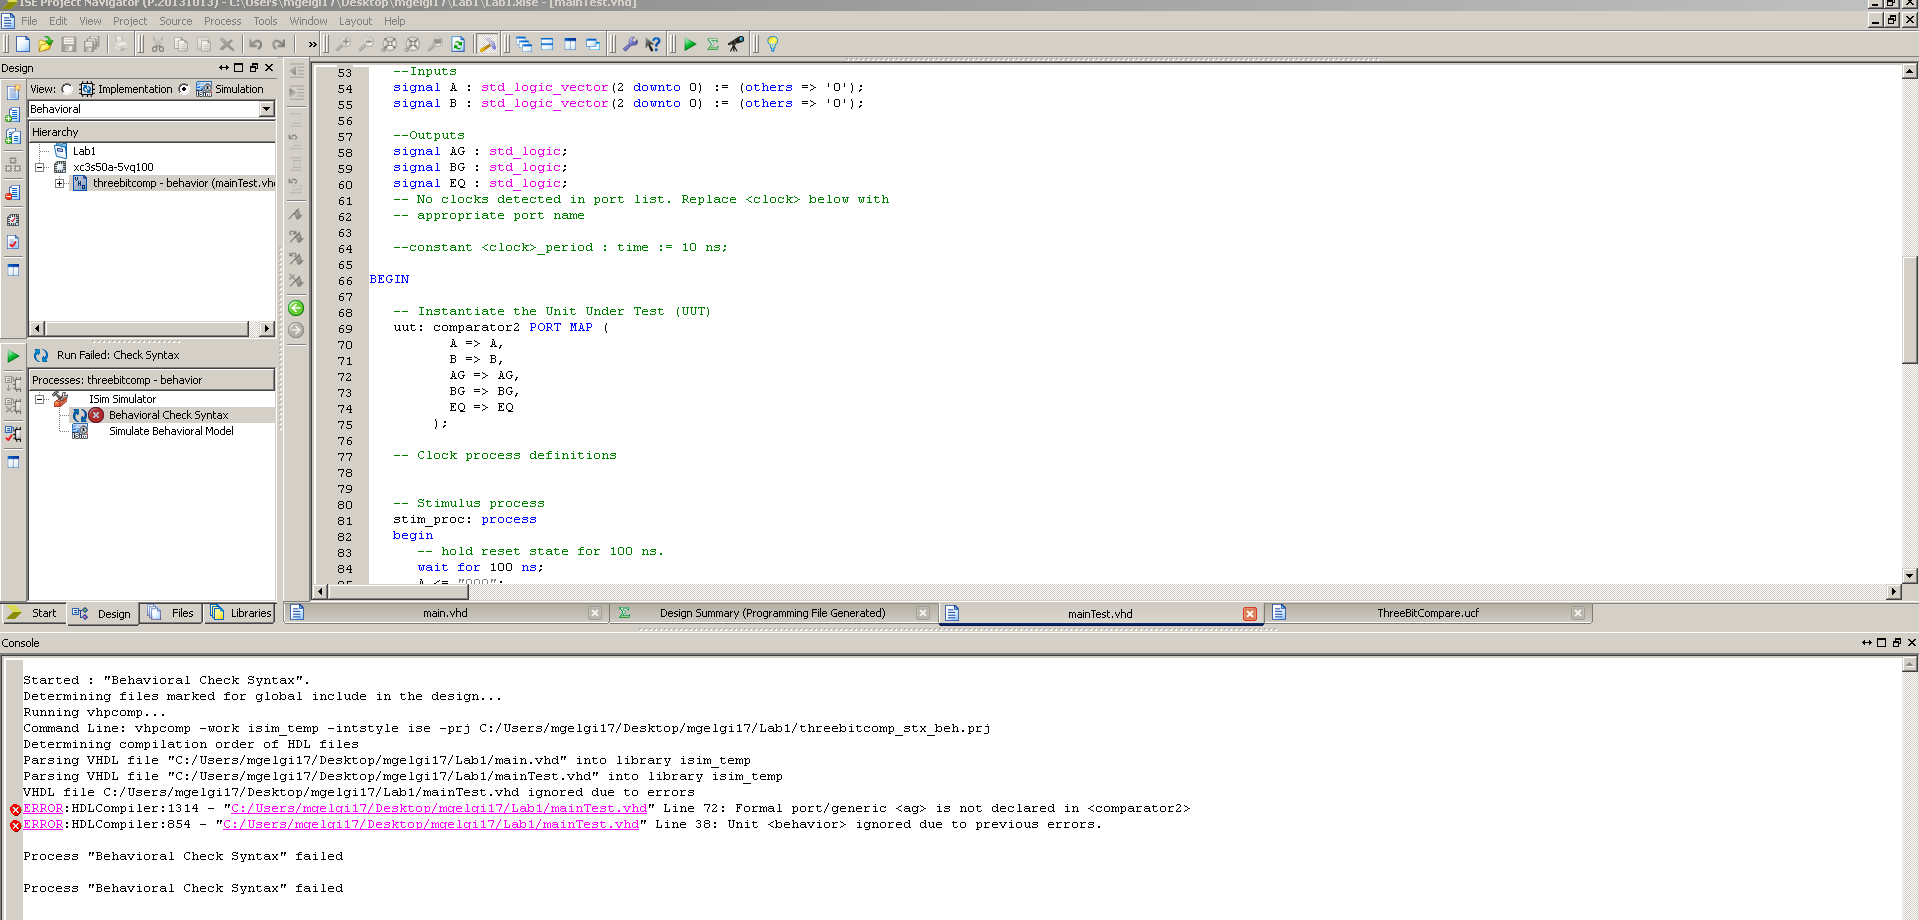 ISE Project Navigator (P.20131013) - C:\Users\mgelgi17\Desktop\mgelgi17\Lab1\Lab1.xise - [mainTest.vhd]
File Edit View Project Source Process Tools Window Layout Help
Design
View: Implementation Simulation
Behavioral
Hierarchy
Lab1
xc3s50a-5vq100
threebitcomp - behavior (mainTest.vh
Run Failed: Check Syntax
Processes: threebitcomp - behavior
ISim Simulator
Behavioral Check Syntax
Simulate Behavioral Model
Start Design Files Libraries
53 --Inputs
54 signal A : std_logic_vector(2 downto 0) := (others => '0');
55 signal B : std_logic_vector(2 downto 0) := (others => '0');
56
57 --Outputs
58 signal AG : std_logic;
59 signal BG : std_logic;
60 signal EQ : std_logic;
61 -- No clocks detected in port list. Replace <clock> below with
62 -- appropriate port name
63
64 --constant <clock>_period : time := 10 ns;
65
66 BEGIN
67
68 -- Instantiate the Unit Under Test (UUT)
69 uut: comparator2 PORT MAP (
70 A => A,
71 B => B,
72 AG => AG,
73 BG => BG,
74 EQ => EQ
75 );
76
77 -- Clock process definitions
78
79
80 -- Stimulus process
81 stim_proc: process
82 begin
83 -- hold reset state for 100 ns.
84 wait for 100 ns;
85 A <= "000";
main.vhd Design Summary (Programming File Generated) mainTest.vhd ThreeBitCompare.ucf
Console
Started : "Behavioral Check Syntax".
Determining files marked for global include in the design...
Running vhpcomp...
Command Line: vhpcomp -work isim_temp -intstyle ise -prj C:/Users/mgelgi17/Desktop/mgelgi17/Lab1/threebitcomp_stx_beh.prj
Determining compilation order of HDL files
Parsing VHDL file "C:/Users/mgelgi17/Desktop/mgelgi17/Lab1/main.vhd" into library isim_temp
Parsing VHDL file "C:/Users/mgelgi17/Desktop/mgelgi17/Lab1/mainTest.vhd" into library isim_temp
VHDL file C:/Users/mgelgi17/Desktop/mgelgi17/Lab1/mainTest.vhd ignored due to errors
ERROR:HDLCompiler:1314 - "C:/Users/mgelgi17/Desktop/mgelgi17/Lab1/mainTest.vhd" Line 72: Formal port/generic <ag> is not declared in <comparator2>
ERROR:HDLCompiler:854 - "C:/Users/mgelgi17/Desktop/mgelgi17/Lab1/mainTest.vhd" Line 38: Unit <behavior> ignored due to previous errors.
Process "Behavioral Check Syntax" failed
Process "Behavioral Check Syntax" failed